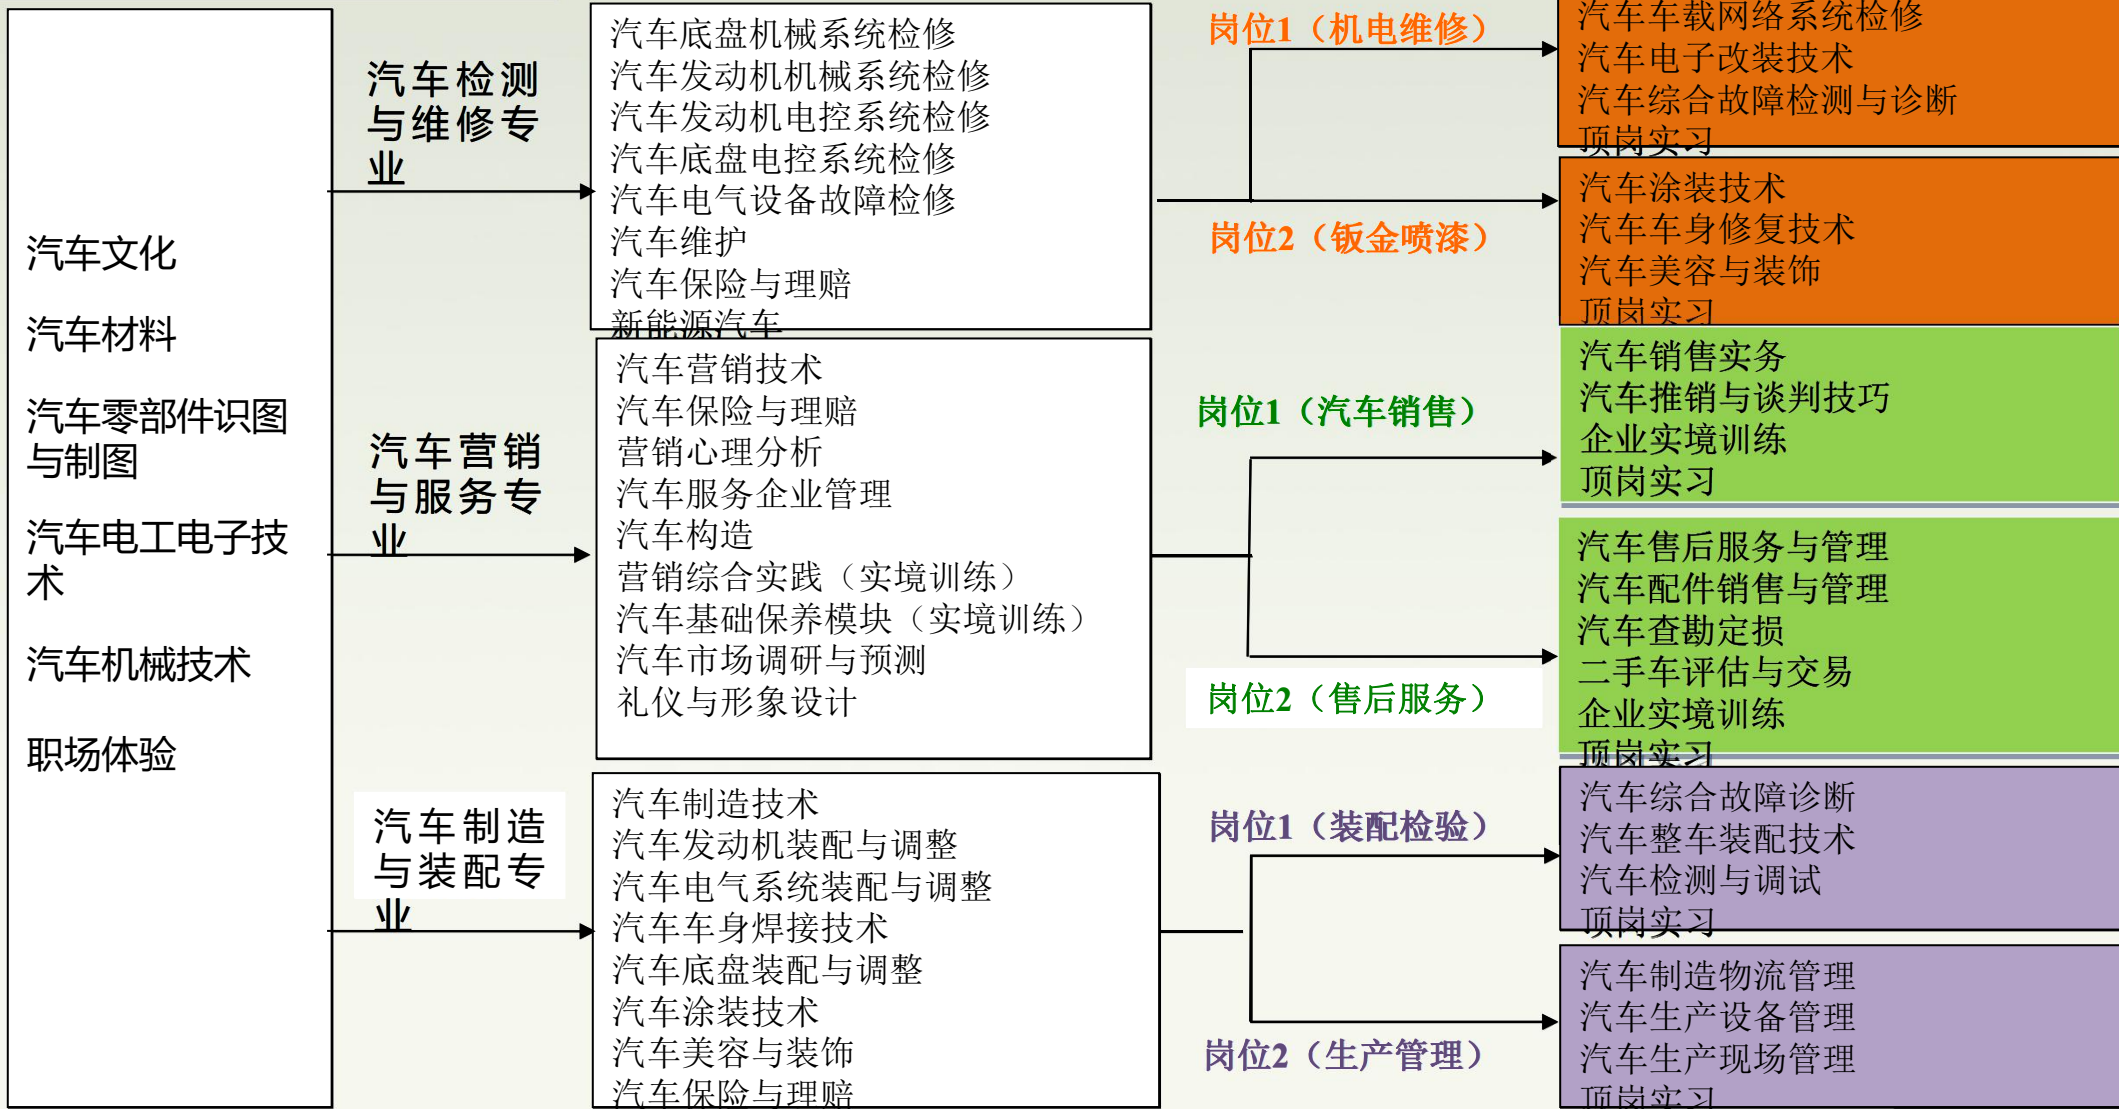 汽车文化
汽车材料
汽车零部件识图
与制图
汽车电工电子技
术
汽车机械技术
职场体验
汽车检测
与维修专
业
汽车底盘机械系统检修
汽车发动机机械系统检修
汽车发动机电控系统检修
汽车底盘电控系统检修
汽车电气设备故障检修
汽车维护
汽车保险与理赔
新能源汽车
岗位1（机电维修）
汽车车载网络系统检修
汽车电子改装技术
汽车综合故障检测与诊断
顶岗实习
岗位2（钣金喷漆）
汽车涂装技术
汽车车身修复技术
汽车美容与装饰
顶岗实习
汽车营销
与服务专
业
汽车营销技术
汽车保险与理赔
营销心理分析
汽车服务企业管理
汽车构造
营销综合实践（实境训练）
汽车基础保养模块（实境训练）
汽车市场调研与预测
礼仪与形象设计
岗位1（汽车销售）
汽车销售实务
汽车推销与谈判技巧
企业实境训练
顶岗实习
岗位2（售后服务）
汽车售后服务与管理
汽车配件销售与管理
汽车查勘定损
二手车评估与交易
企业实境训练
顶岗实习
汽车制造
与装配专
业
汽车制造技术
汽车发动机装配与调整
汽车电气系统装配与调整
汽车车身焊接技术
汽车底盘装配与调整
汽车涂装技术
汽车美容与装饰
汽车保险与理赔
岗位1（装配检验）
汽车综合故障诊断
汽车整车装配技术
汽车检测与调试
顶岗实习
岗位2（生产管理）
汽车制造物流管理
汽车生产设备管理
汽车生产现场管理
顶岗实习